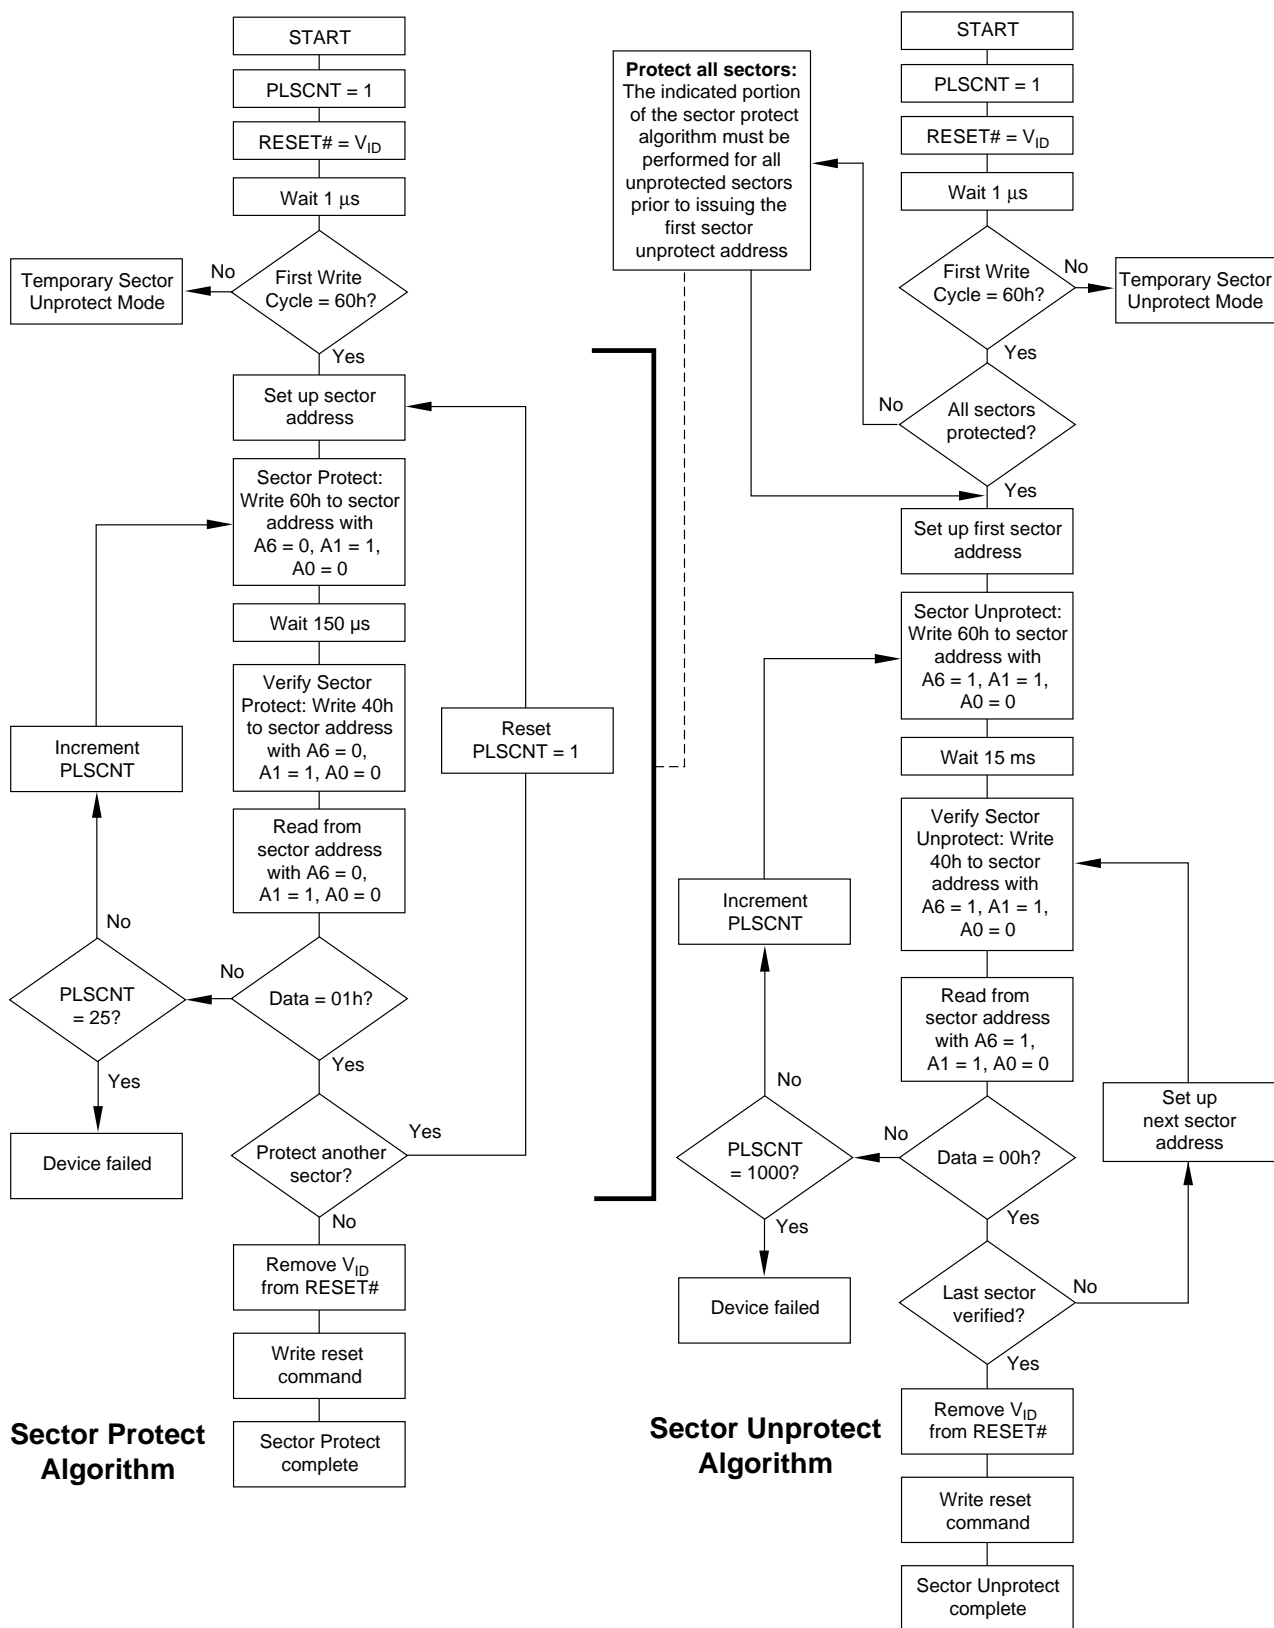 START
PLSCNT = 1
RESET# = VID
Wait 1 μs
First Write
Cycle = 60h?
No
Temporary Sector
Unprotect Mode
Yes
Set up sector
address
Sector Protect:
Write 60h to sector
address with
A6 = 0, A1 = 1,
A0 = 0
Wait 150 µs
Verify Sector
Protect: Write 40h
to sector address
with A6 = 0,
A1 = 1, A0 = 0
Increment
PLSCNT
Reset
PLSCNT = 1
Read from
sector address
with A6 = 0,
A1 = 1, A0 = 0
No
No
PLSCNT
= 25?
Data = 01h?
Yes
Yes
Device failed
Protect another
sector?
Yes
No
Remove VID
from RESET#
Write reset
command
Sector Protect
complete
Sector Protect
Algorithm
Protect all sectors:
The indicated portion
of the sector protect
algorithm must be
performed for all
unprotected sectors
prior to issuing the
first sector
unprotect address
START
PLSCNT = 1
RESET# = VID
Wait 1 μs
First Write
Cycle = 60h?
No
Temporary Sector
Unprotect Mode
Yes
No
All sectors
protected?
Yes
Set up first sector
address
Sector Unprotect:
Write 60h to sector
address with
A6 = 1, A1 = 1,
A0 = 0
Wait 15 ms
Verify Sector
Unprotect: Write
40h to sector
address with
A6 = 1, A1 = 1,
A0 = 0
Increment
PLSCNT
Read from
sector address
with A6 = 1,
A1 = 1, A0 = 0
No
No
PLSCNT
= 1000?
Data = 00h?
Set up
next sector
address
Yes
Yes
Device failed
Last sector
verified?
No
Yes
Remove VID
from RESET#
Write reset
command
Sector Unprotect
complete
Sector Unprotect
Algorithm